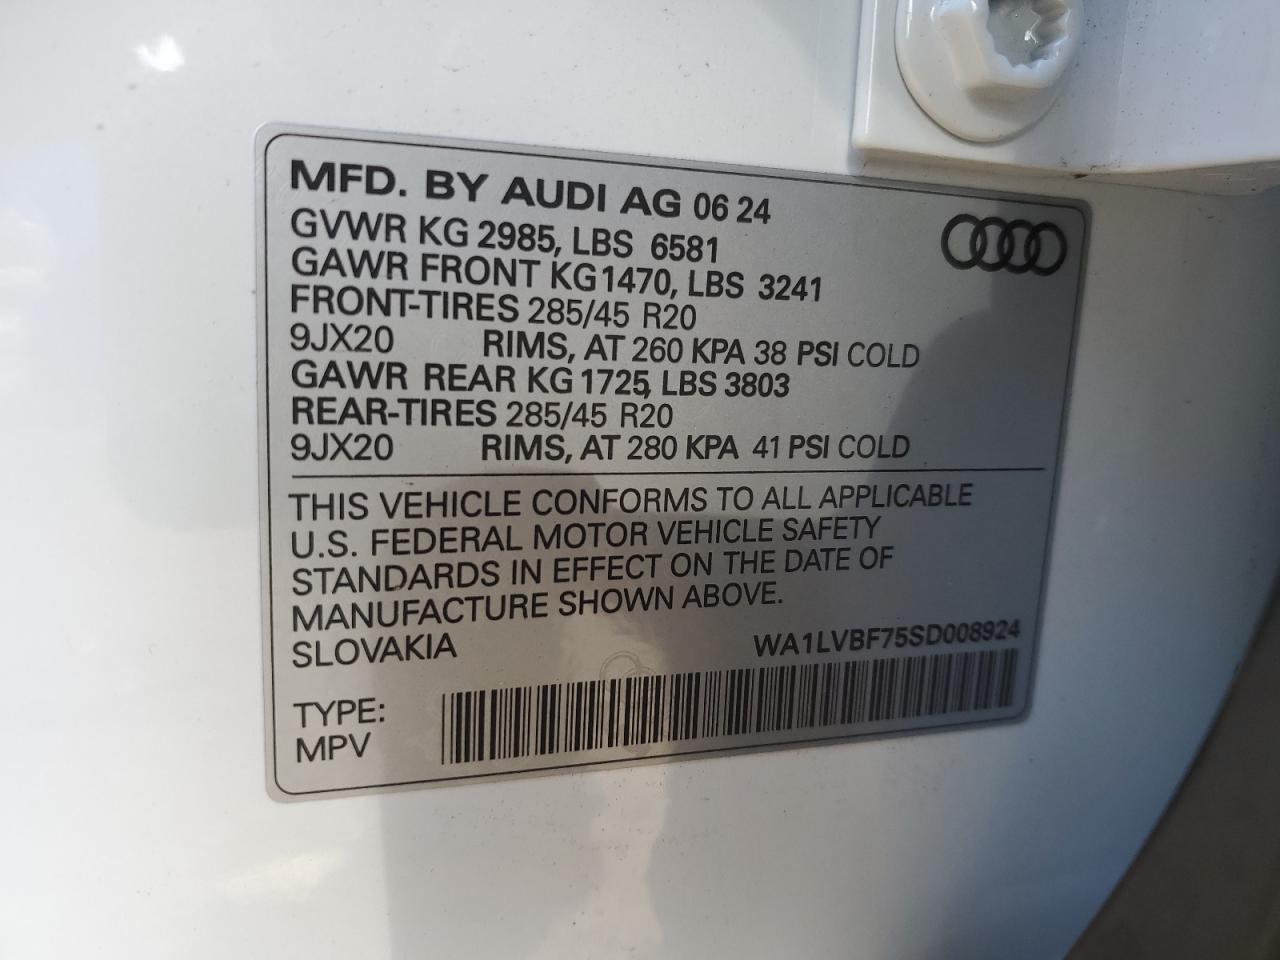 MFD. BY AUDI AG 06 24
GVWR KG 2985, LBS 6581
GAWR FRONT KG 1470, LBS 3241
FRONT-TIRES 285/45 R20
9JX20 RIMS, AT 260 KPA 38 PSI COLD
GAWR REAR KG 1725, LBS 3803
REAR-TIRES 285/45 R20
9JX20 RIMS, AT 280 KPA 41 PSI COLD
THIS VEHICLE CONFORMS TO ALL APPLICABLE
U.S. FEDERAL MOTOR VEHICLE SAFETY
STANDARDS IN EFFECT ON THE DATE OF
MANUFACTURE SHOWN ABOVE.
SLOVAKIA WA1LVBF75SD008924
TYPE:
MPV